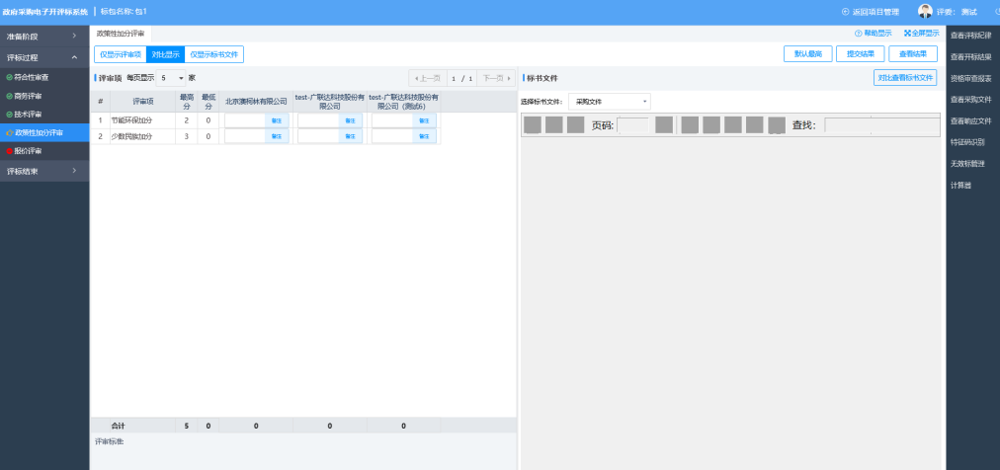 政府采购电子开评标系统 标包名称: 包1 返回项目管理 评委: 测试
准备阶段
评标过程
符合性审查
商务评审
技术评审
政策性加分评审
报价评审
评标结束
政策性加分评审 帮助显示 全屏显示
仅显示评审项 对比显示 仅显示标书文件 默认最高 提交结果 查看结果
评审项 每页显示 5 家 上一页 1 / 1 下一页
# 评审项 最高分 最低分 北京澳柯林有限公司 test-广联达科技股份有限公司 test-广联达科技股份有限公司 (测试6)
1 节能环保加分 2 0 备注 备注 备注
2 少数民族加分 3 0 备注 备注 备注
合计 5 0 0 0 0
评审标准:
标书文件 对比查看标书文件
选择标书文件: 采购文件
页码: 查找:
查看评标纪律
查看开标结果
资格审查报表
查看采购文件
查看响应文件
特征码识别
无效标管理
计算器